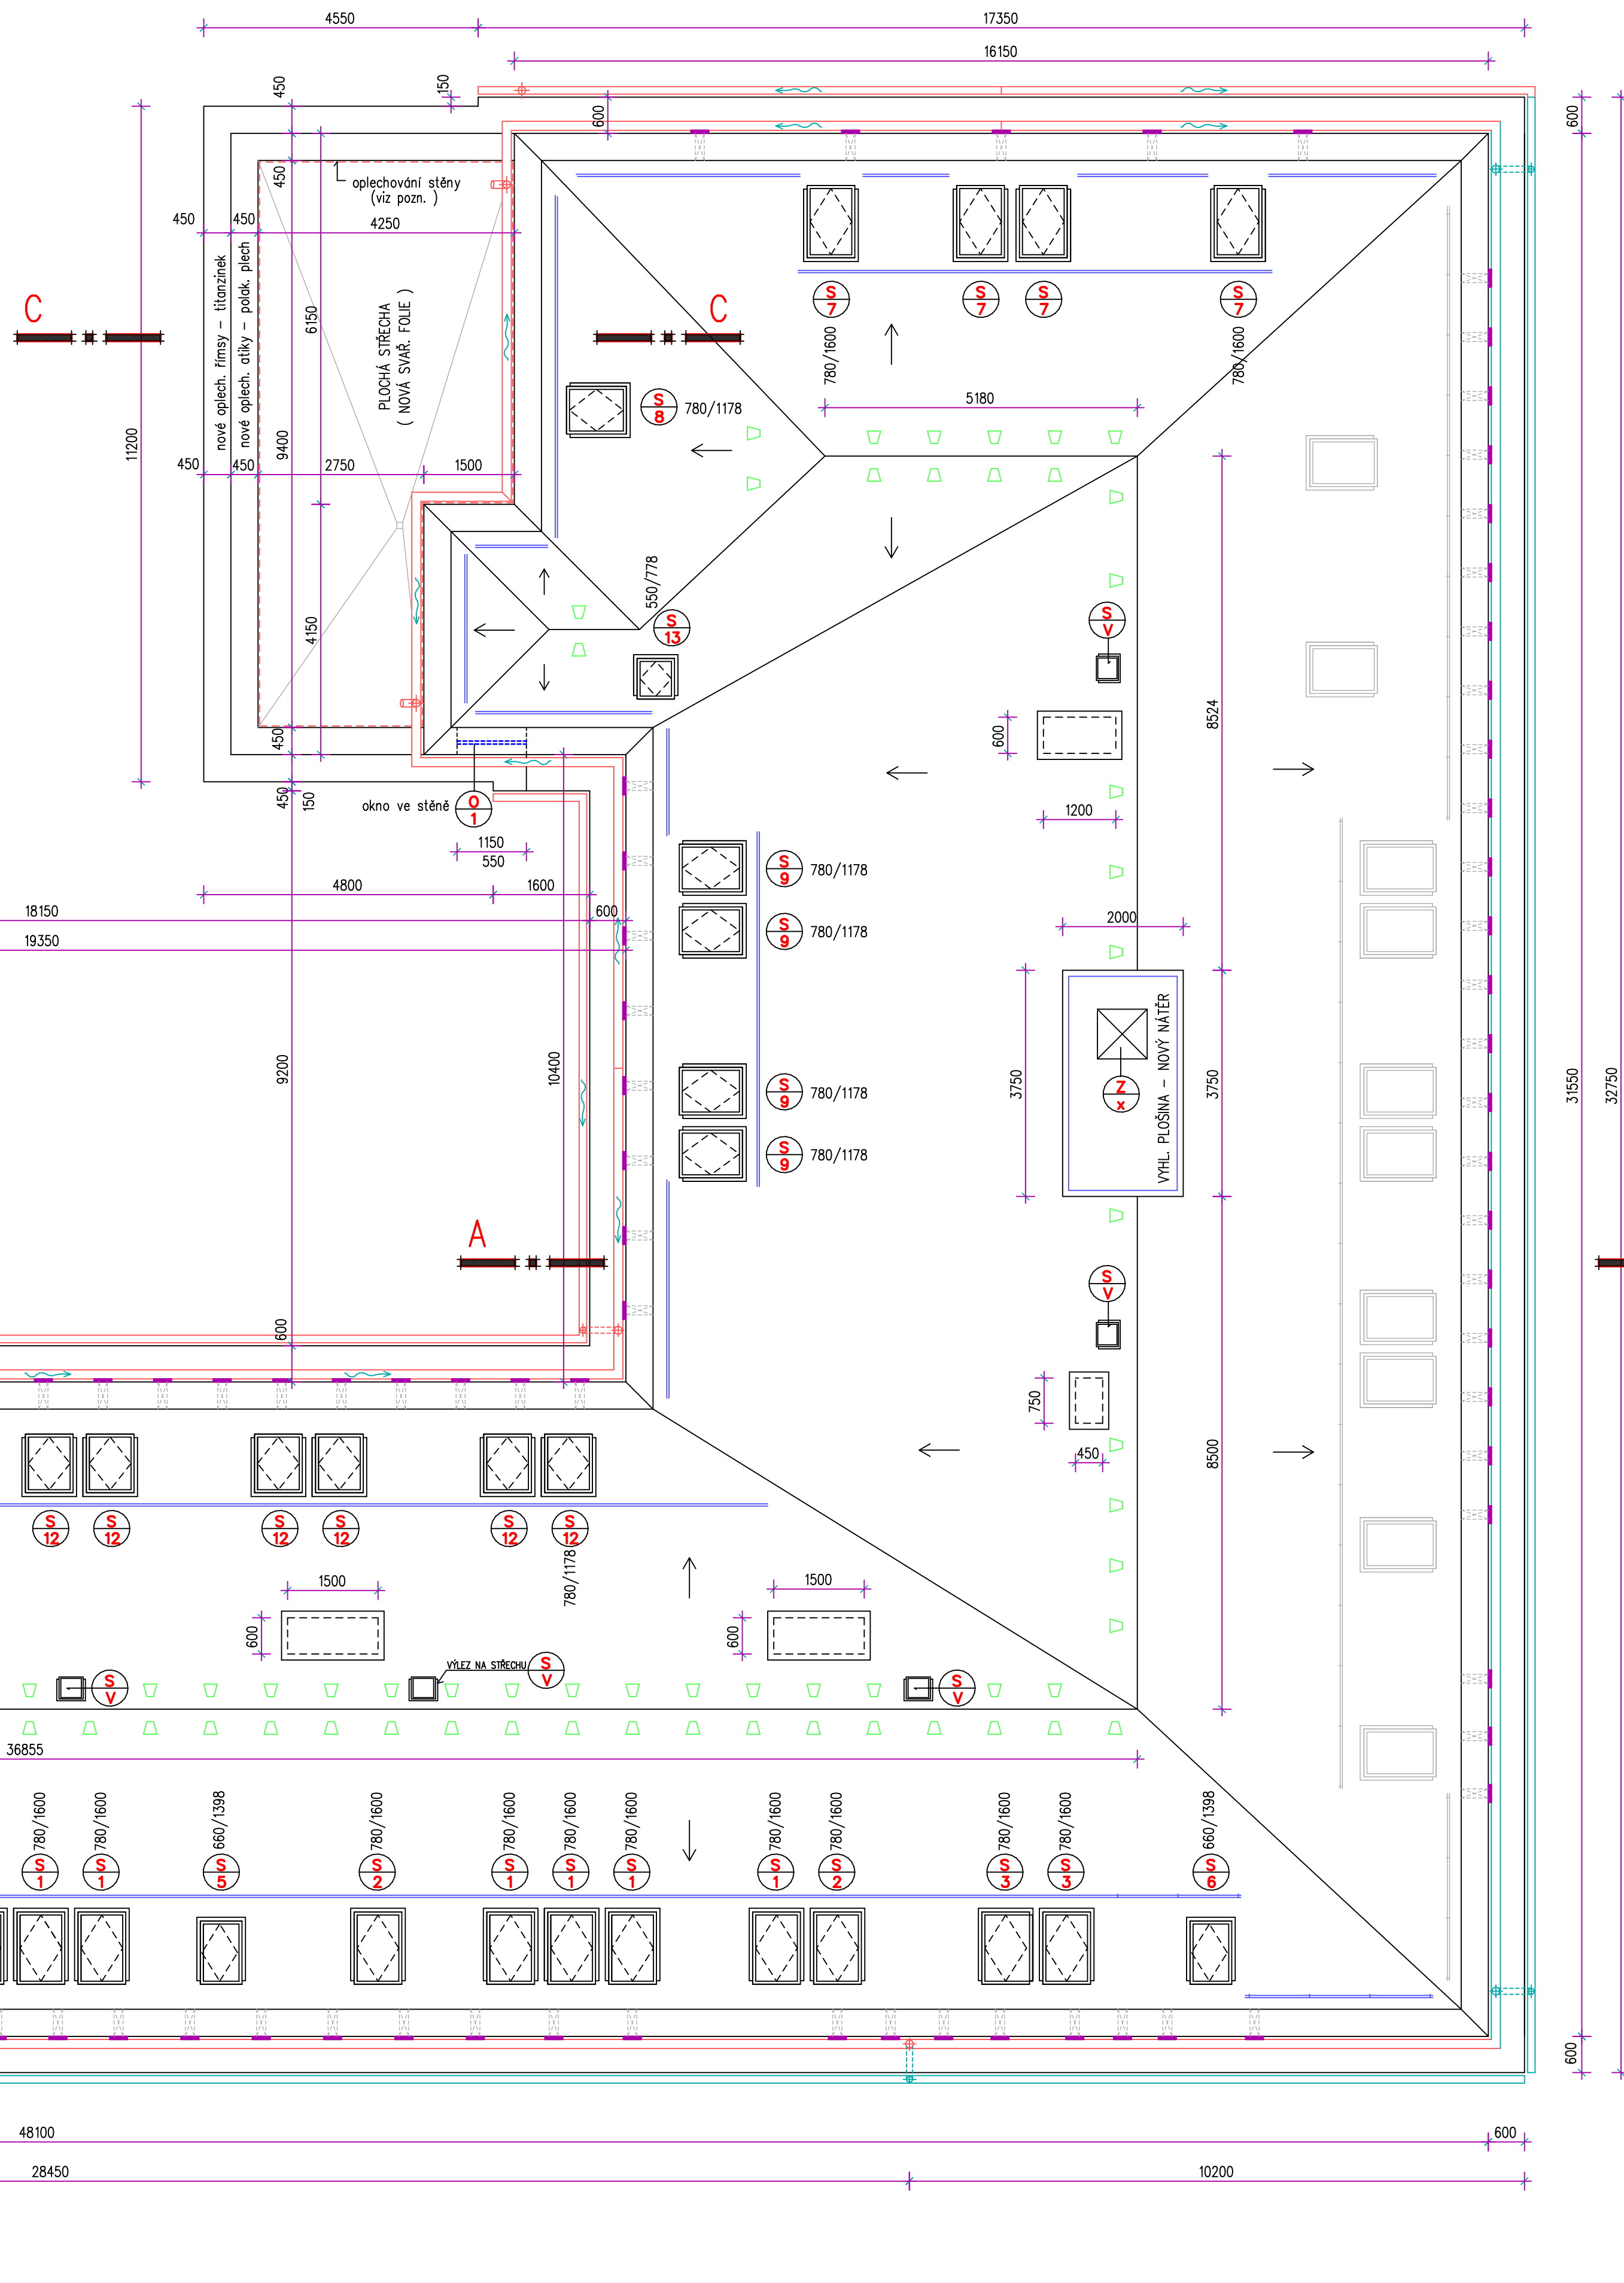 4550
17350
16150
450
150
600
600
oplechování stěny
(viz pozn. )
450
450
450
4250
nové oplech. římsy – titanzinek
nové oplech. atiky – polak. plech
6150
PLOCHÁ STŘECHA
( NOVÁ SVAŘ. FOLIE )
C
C
S
7
S
7
S
7
S
7
780/1600
780/1600
S
8
780/1178
5180
11200
9400
450
450
2750
1500
550/778
S
13
4150
S
V
8524
600
1200
450
450
150
okno ve stěně
O
1
1150
550
4800
1600
18150
600
19350
S
9
780/1178
S
9
780/1178
2000
VYHL. PLOŠINA – NOVÝ NÁTĚR
Z
x
3750
3750
9200
10400
S
9
780/1178
S
9
780/1178
31550
32750
A
S
V
600
750
450
8500
S
12
S
12
S
12
S
12
S
12
S
12
780/1178
1500
600
1500
600
VÝLEZ NA STŘECHU
S
V
S
V
S
V
36855
780/1600
780/1600
660/1398
780/1600
780/1600
780/1600
780/1600
780/1600
780/1600
780/1600
780/1600
660/1398
S
1
S
1
S
5
S
2
S
1
S
1
S
1
S
1
S
2
S
3
S
3
S
6
600
48100
600
28450
10200